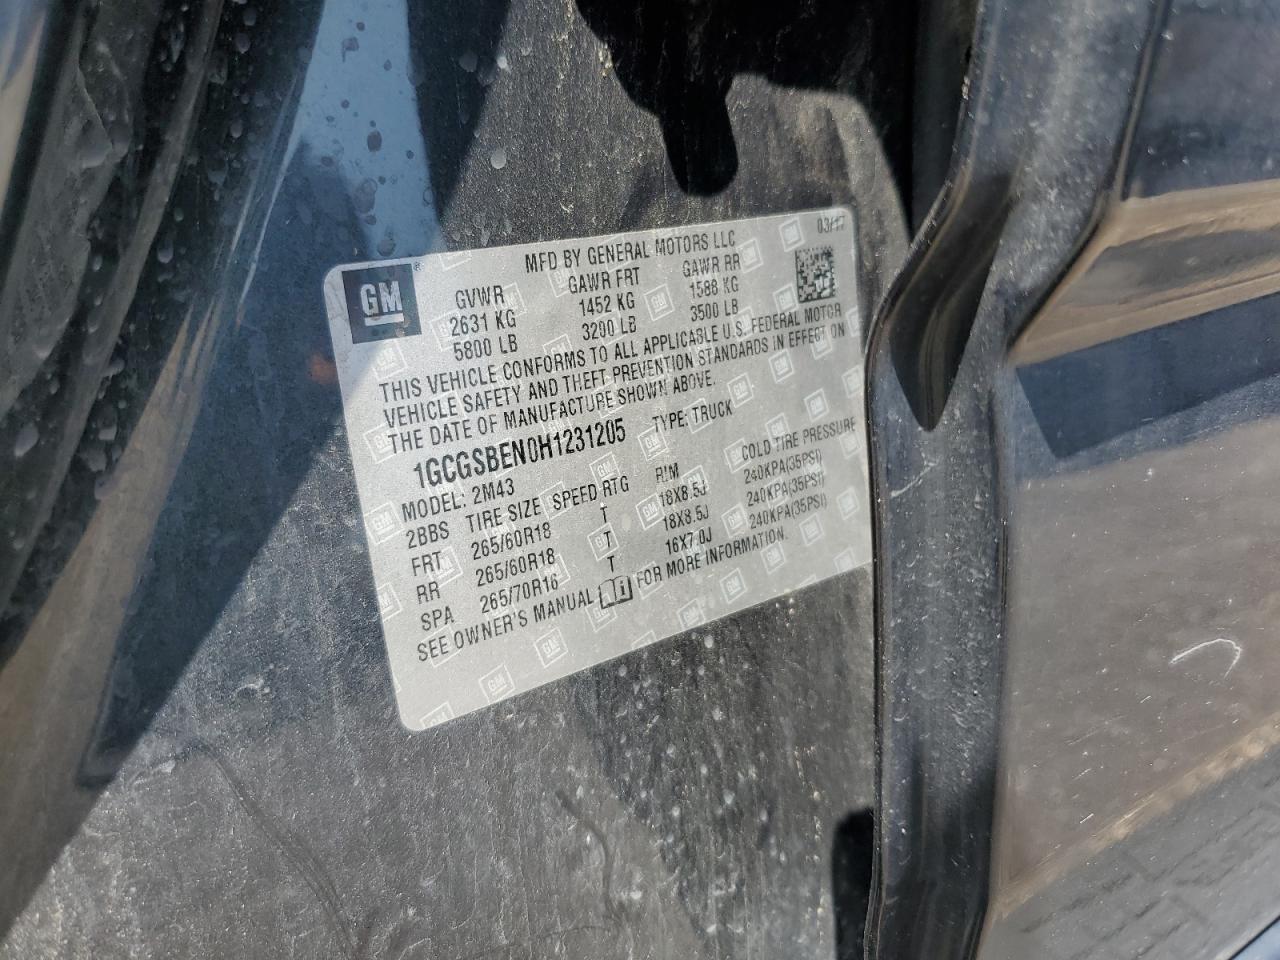 GM
®
MFD BY GENERAL MOTORS LLC 03/17
GVWR GAWR FRT GAWR RR
2631 KG 1452 KG 1588 KG
5800 LB 3200 LB 3500 LB
THIS VEHICLE CONFORMS TO ALL APPLICABLE U.S. FEDERAL MOTOR
VEHICLE SAFETY AND THEFT PREVENTION STANDARDS IN EFFECT ON
THE DATE OF MANUFACTURE SHOWN ABOVE.
1GCGSBEN0H1231205 TYPE: TRUCK
MODEL: 2M43
2BBS TIRE SIZE SPEED RTG RIM COLD TIRE PRESSURE
FRT 265/60R18 T 18X8.5J 240KPA(35PSI)
RR 265/60R18 T 18X8.5J 240KPA(35PSI)
SPA 265/70R16 T 16X7.0J 240KPA(35PSI)
SEE OWNER'S MANUAL FOR MORE INFORMATION.